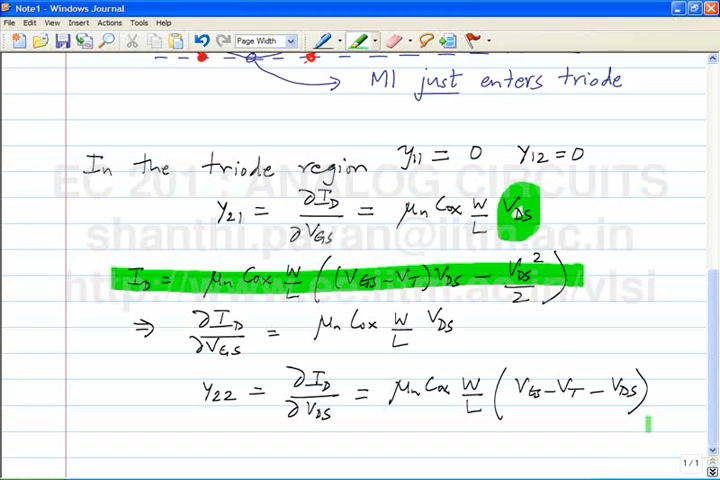 Note1 - Windows Journal
File Edit View Insert Actions Tools Help
Page Width
M1 just enters triode
In the triode region y11 = 0 y12 = 0
EC 201 : ANALOG CIRCUITS
y21 = ∂ID/∂VGS = μn Cox W/L VDS
ID = μn Cox W/L ((VGS - VT) VDS - VDS²/2)
⇒ ∂ID/∂VGS = μn Cox W/L VDS
y22 = ∂ID/∂VDS = μn Cox W/L (VGS - VT - VDS)
1 / 1